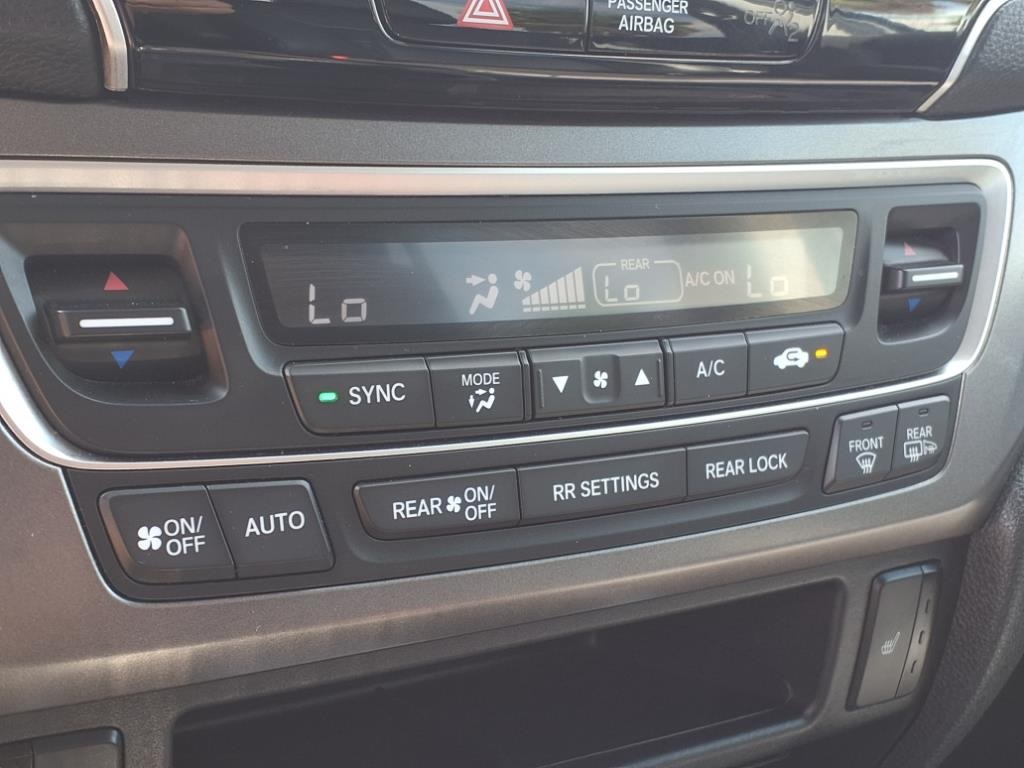 PASSENGER
AIRBAG
OFF
Lo
REAR
Lo
A/C ON
Lo
SYNC
MODE
A/C
FRONT
REAR
ON/
OFF
AUTO
REAR ON/
OFF
RR SETTINGS
REAR LOCK